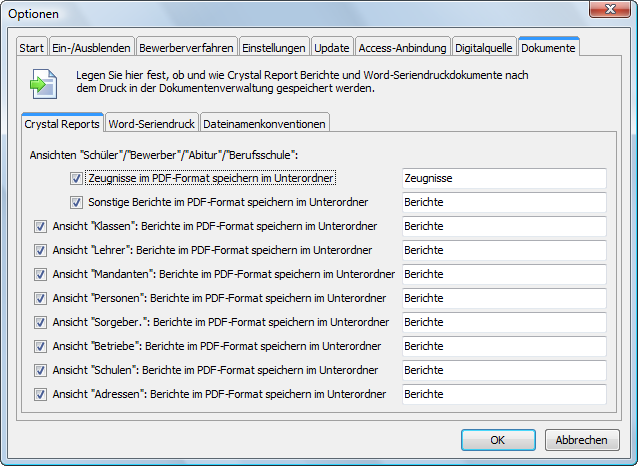 Optionen
Start Ein-/Ausblenden Bewerberverfahren Einstellungen Update Access-Anbindung Digitalquelle Dokumente
Legen Sie hier fest, ob und wie Crystal Report Berichte und Word-Seriendruckdokumente nach
dem Druck in der Dokumentenverwaltung gespeichert werden.
Crystal Reports Word-Seriendruck Dateinamenkonventionen
Ansichten "Schüler"/"Bewerber"/"Abitur"/"Berufsschule":
Zeugnisse im PDF-Format speichern im Unterordner Zeugnisse
Sonstige Berichte im PDF-Format speichern im Unterordner Berichte
Ansicht "Klassen": Berichte im PDF-Format speichern im Unterordner Berichte
Ansicht "Lehrer": Berichte im PDF-Format speichern im Unterordner Berichte
Ansicht "Mandanten": Berichte im PDF-Format speichern im Unterordner Berichte
Ansicht "Personen": Berichte im PDF-Format speichern im Unterordner Berichte
Ansicht "Sorgeber.": Berichte im PDF-Format speichern im Unterordner Berichte
Ansicht "Betriebe": Berichte im PDF-Format speichern im Unterordner Berichte
Ansicht "Schulen": Berichte im PDF-Format speichern im Unterordner Berichte
Ansicht "Adressen": Berichte im PDF-Format speichern im Unterordner Berichte
OK Abbrechen